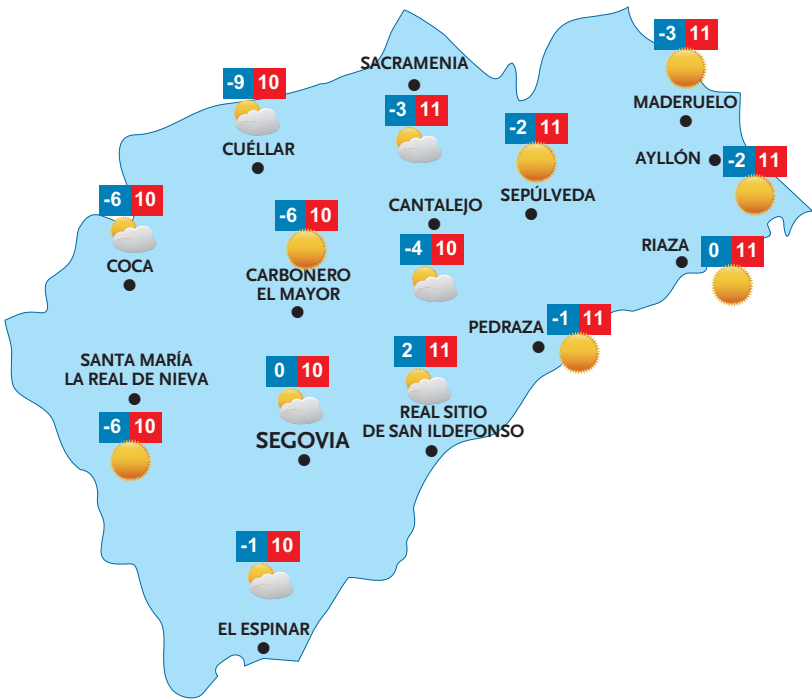 -3 11
MADERUELO
SACRAMENIA
-3 11
-9 10
CUÉLLAR
-2 11
SEPÚLVEDA
AYLLÓN
-2 11
-6 10
COCA
-6 10
CARBONERO
EL MAYOR
CANTALEJO
-4 10
RIAZA
0 11
PEDRAZA
-1 11
SANTA MARÍA
LA REAL DE NIEVA
-6 10
0 10
SEGOVIA
2 11
REAL SITIO
DE SAN ILDEFONSO
-1 10
EL ESPINAR